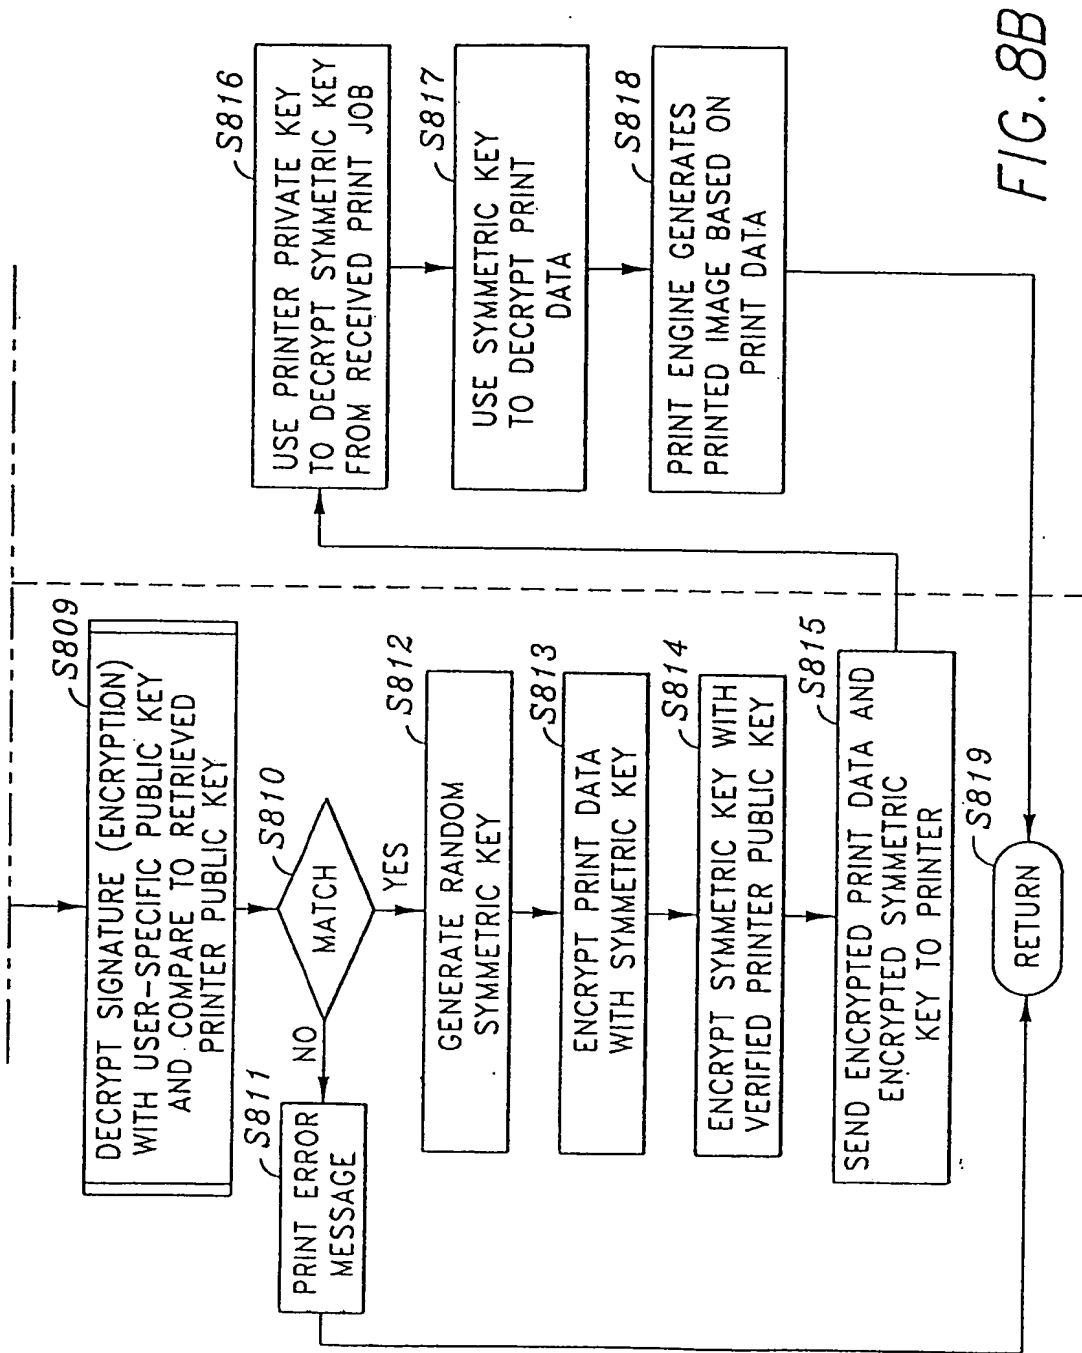 S809
DECRYPT SIGNATURE (ENCRYPTION)
WITH USER-SPECIFIC PUBLIC KEY
AND COMPARE TO RETRIEVED
PRINTER PUBLIC KEY
S810
MATCH
NO
YES
S811
PRINT ERROR
MESSAGE
S812
GENERATE RANDOM
SYMMETRIC KEY
S813
ENCRYPT PRINT DATA
WITH SYMMETRIC KEY
S814
ENCRYPT SYMMETRIC KEY WITH
VERIFIED PRINTER PUBLIC KEY
S815
SEND ENCRYPTED PRINT DATA AND
ENCRYPTED SYMMETRIC
KEY TO PRINTER
S816
USE PRINTER PRIVATE KEY
TO DECRYPT SYMMETRIC KEY
FROM RECEIVED PRINT JOB
S817
USE SYMMETRIC KEY
TO DECRYPT PRINT
DATA
S818
PRINT ENGINE GENERATES
PRINTED IMAGE BASED ON
PRINT DATA
S819
RETURN
FIG. 8B